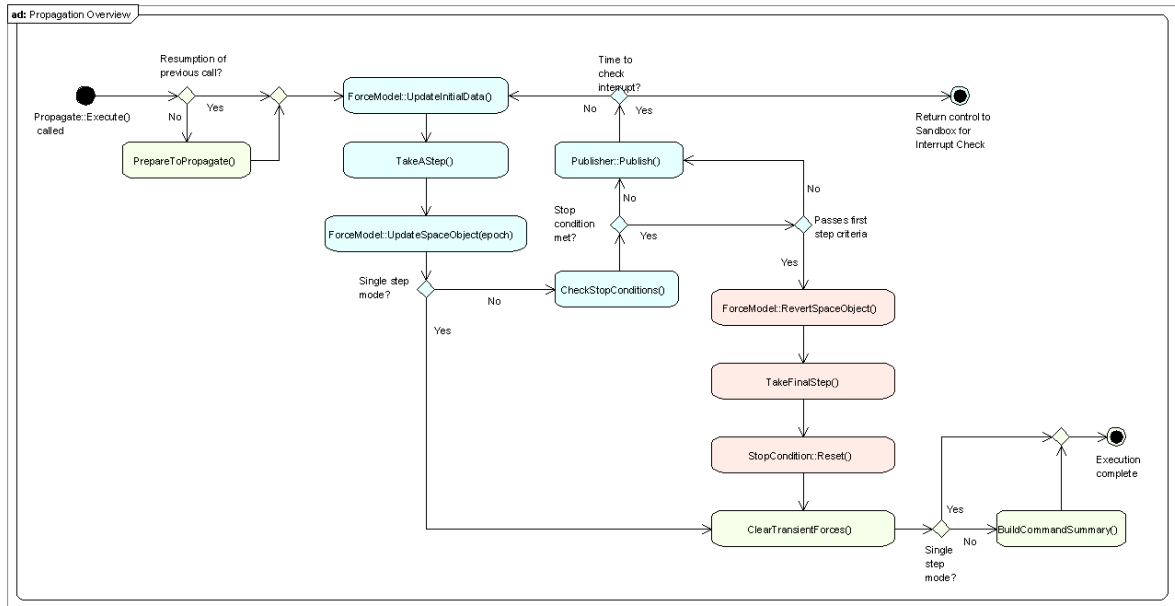 ad: Propagation Overview
Resumption of
previous call?
Time to
check
interrupt?
ForceModel::UpdateInitialData()
Yes
No
No
Yes
Propagate::Execute()
called
Return control to
Sandbox for
Interrupt Check
PrepareToPropagate()
TakeAStep()
Publisher::Publish()
No
No
Stop
condition
met?
Yes
Passes first
step criteria
ForceModel::UpdateSpaceObject(epoch)
Yes
Single step
mode?
No
CheckStopConditions()
ForceModel::RevertSpaceObject()
Yes
TakeFinalStep()
StopCondition::Reset()
Execution
complete
Yes
ClearTransientForces()
No
BuildCommandSummary()
Single
step
mode?